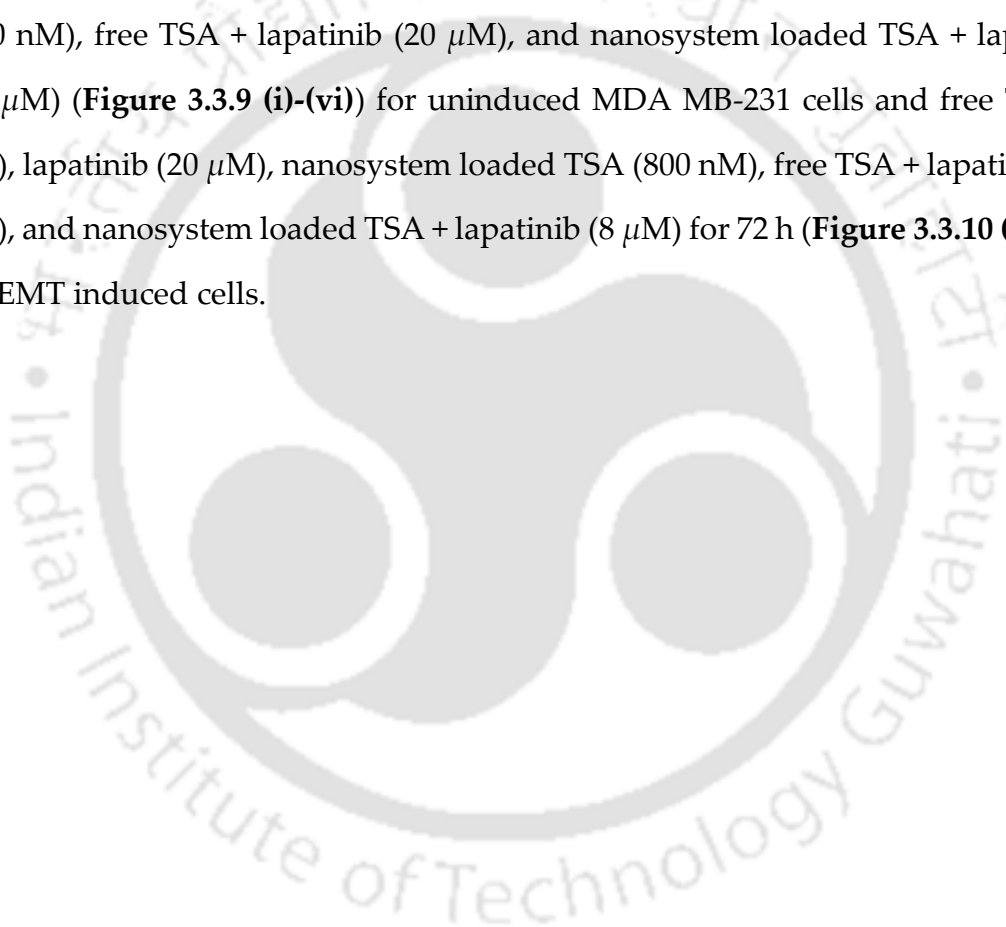 nM), free TSA + lapatinib (20 μM), and nanosystem loaded TSA +
μM) (Figure 3.3.9 (i)-(vi)) for uninduced MDA MB-231 cells and free
), lapatinib (20 μM), nanosystem loaded TSA (800 nM), free TSA +
), and nanosystem loaded TSA + lapatinib (8 μM) for 72 h (Figure 3.3.10
EMT induced cells.
Indian Institute of Technology Guwahati